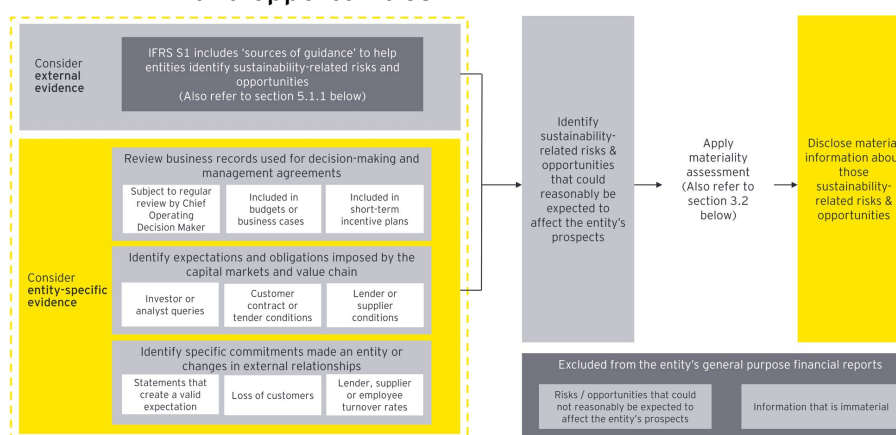 Consider
external
evidence
IFRS S1 includes 'sources of guidance' to help
entities identify sustainability-related risks and
opportunities
(Also refer to section 5.1.1 below)
Consider
entity-specific
evidence
Review business records used for decision-making and
management agreements
Subject to regular
review by Chief
Operating
Decision Maker
Included in
budgets or
business cases
Included in
short-term
incentive plans
Identify expectations and obligations imposed by the
capital markets and value chain
Investor or
analyst queries
Customer
contract or
tender conditions
Lender or
supplier
conditions
Identify specific commitments made an entity or
changes in external relationships
Statements that
create a valid
expectation
Loss of customers
Lender, supplier
or employee
turnover rates
Identify
sustainability-
related risks &
opportunities
that could
reasonably be
expected to
affect the entity's
prospects
Apply
materiality
assessment
(Also refer to
section 3.2
below)
Disclose materia
information abou
those
sustainability-
related risks &
opportunities
Excluded from the entity's general purpose financial reports
Risks / opportunities that could
not reasonably be expected to
affect the entity's prospects
Information that is immaterial